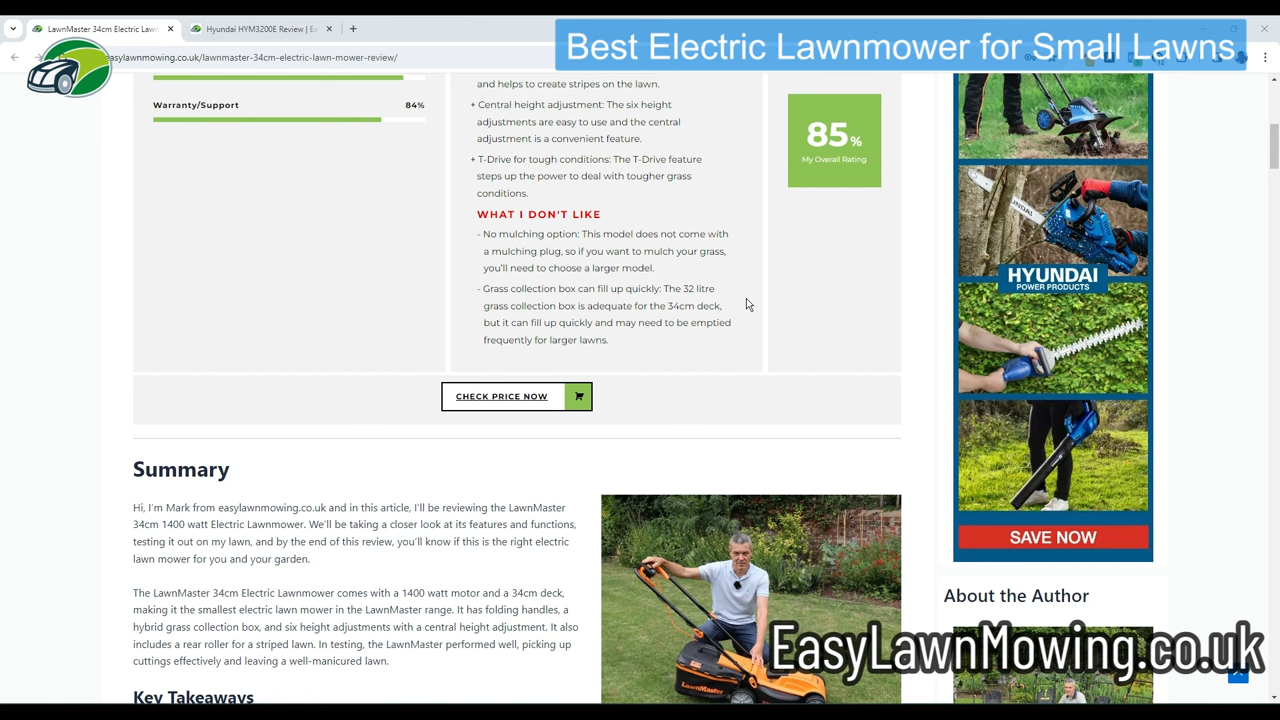 LawnMaster 34cm Electric Lawn
Hyundai HYM3200E Review | E
Best Electric Lawnmower for Small Lawns
asylawnmowing.co.uk/lawnmaster-34cm-electric-lawn-mower-review/
Warranty/Support 84%
and helps to create stripes on the lawn.
+ Central height adjustment: The six height
adjustments are easy to use and the central
adjustment is a convenient feature.
+ T-Drive for tough conditions: The T-Drive feature
steps up the power to deal with tougher grass
conditions.
WHAT I DON'T LIKE
- No mulching option: This model does not come with
a mulching plug, so if you want to mulch your grass,
you'll need to choose a larger model.
- Grass collection box can fill up quickly: The 32 litre
grass collection box is adequate for the 34cm deck,
but it can fill up quickly and may need to be emptied
frequently for larger lawns.
85%
My Overall Rating
CHECK PRICE NOW
HYUNDAI
POWER PRODUCTS
SAVE NOW
Summary
Hi, I'm Mark from easylawnmowing.co.uk and in this article, I'll be reviewing the LawnMaster
34cm 1400 watt Electric Lawnmower. We'll be taking a closer look at its features and functions,
testing it out on my lawn, and by the end of this review, you'll know if this is the right electric
lawn mower for you and your garden.
The LawnMaster 34cm Electric Lawnmower comes with a 1400 watt motor and a 34cm deck,
making it the smallest electric lawn mower in the LawnMaster range. It has folding handles, a
hybrid grass collection box, and six height adjustments with a central height adjustment. It also
includes a rear roller for a striped lawn. In testing, the LawnMaster performed well, picking up
cuttings effectively and leaving a well-manicured lawn.
Key Takeaways
LawnMaster
About the Author
EasyLawnMowing.co.uk